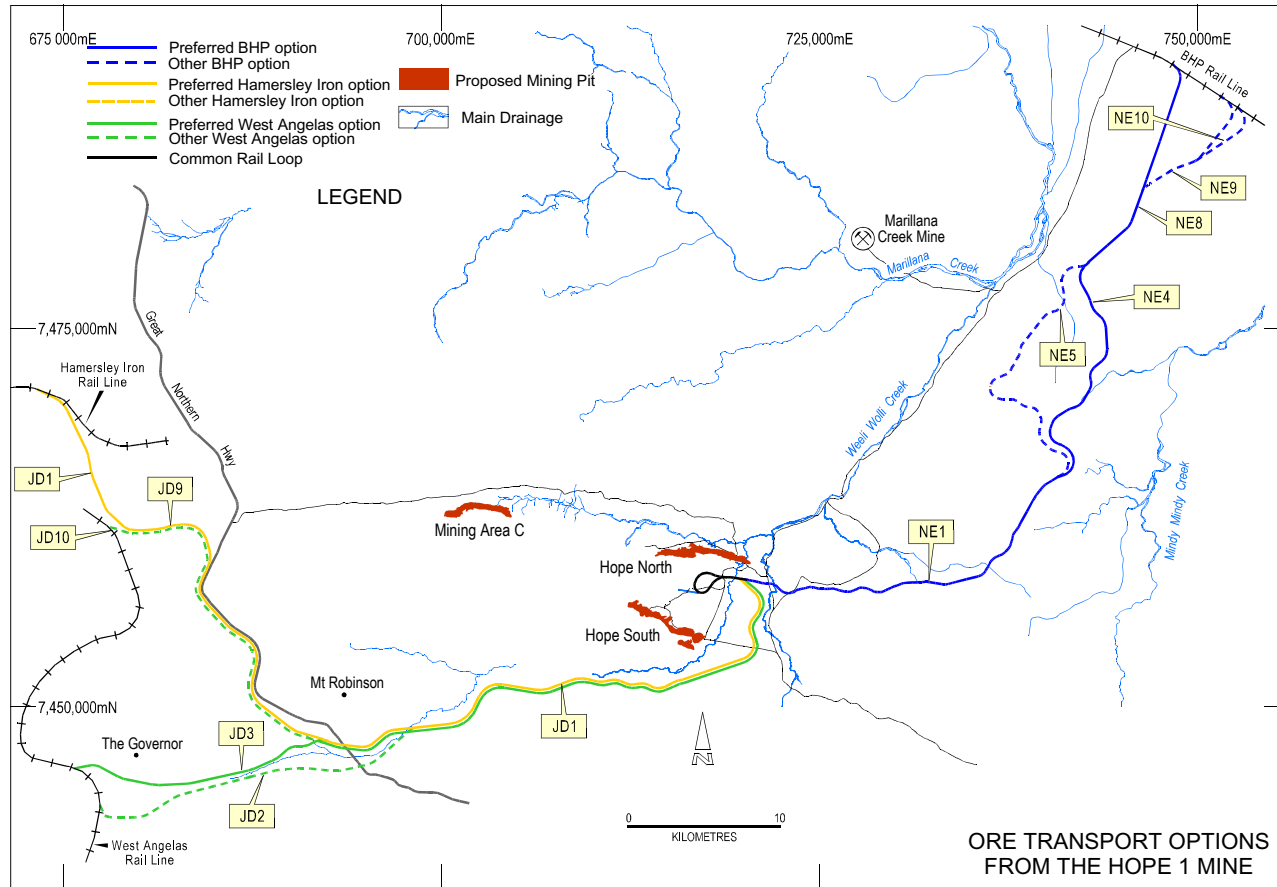 675 000mE
700,000mE
725,000mE
750,000mE
Preferred BHP option
Other BHP option
Preferred Hamersley Iron option
Other Hamersley Iron option
Preferred West Angelas option
Other West Angelas option
Common Rail Loop
Proposed Mining Pit
Main Drainage
LEGEND
BHP Rail Line
NE10
NE9
NE8
Marillana
Creek Mine
Marillana Creek
NE4
NE5
Great Northern Hwy
7,475,000mN
Hamersley Iron
Rail Line
Weeli Wolli Creek
Mindy Mindy Creek
JD1
JD9
JD10
Mining Area C
Hope North
NE1
Hope South
Mt Robinson
7,450,000mN
JD1
The Governor
JD3
JD2
N
West Angelas
Rail Line
0 10
KILOMETRES
ORE TRANSPORT OPTIONS
FROM THE HOPE 1 MINE